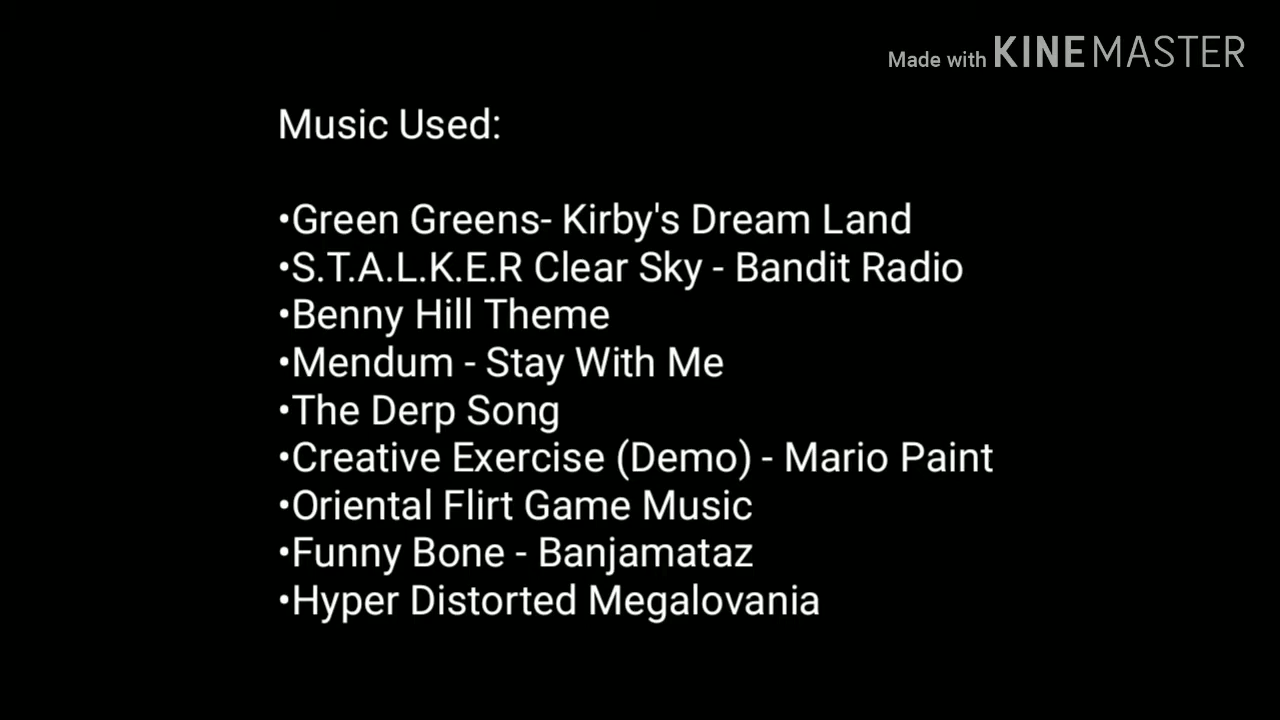 Made with KINEMASTER
Music Used:
•Green Greens- Kirby's Dream Land
•S.T.A.L.K.E.R Clear Sky - Bandit Radio
•Benny Hill Theme
•Mendum - Stay With Me
•The Derp Song
•Creative Exercise (Demo) - Mario Paint
•Oriental Flirt Game Music
•Funny Bone - Banjamataz
•Hyper Distorted Megalovania